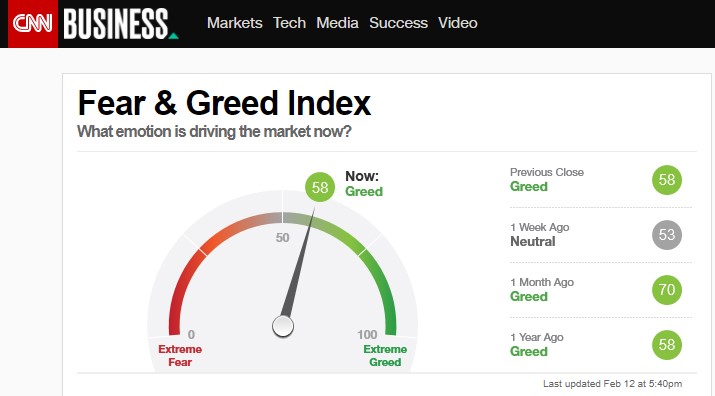 CNN BUSINESS Markets Tech Media Success Video
Fear & Greed Index
What emotion is driving the market now?
58
Now:
Greed
50
0
100
Extreme
Fear
Extreme
Greed
Previous Close
Greed
58
1 Week Ago
Neutral
53
1 Month Ago
Greed
70
1 Year Ago
Greed
58
Last updated Feb 12 at 5:40pm